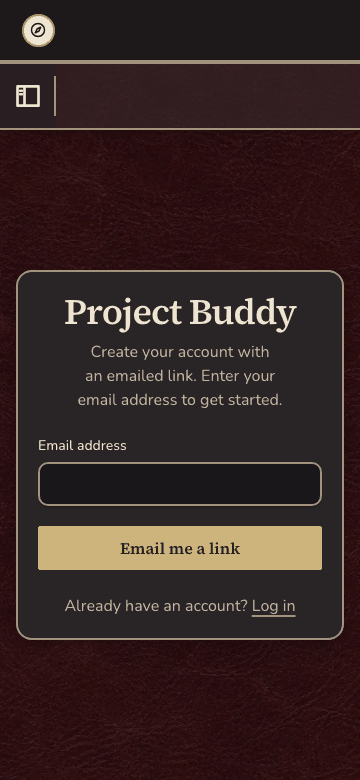 Project Buddy
Create your account with
an emailed link. Enter your
email address to get started.
Email address
Email me a link
Already have an account? Log in